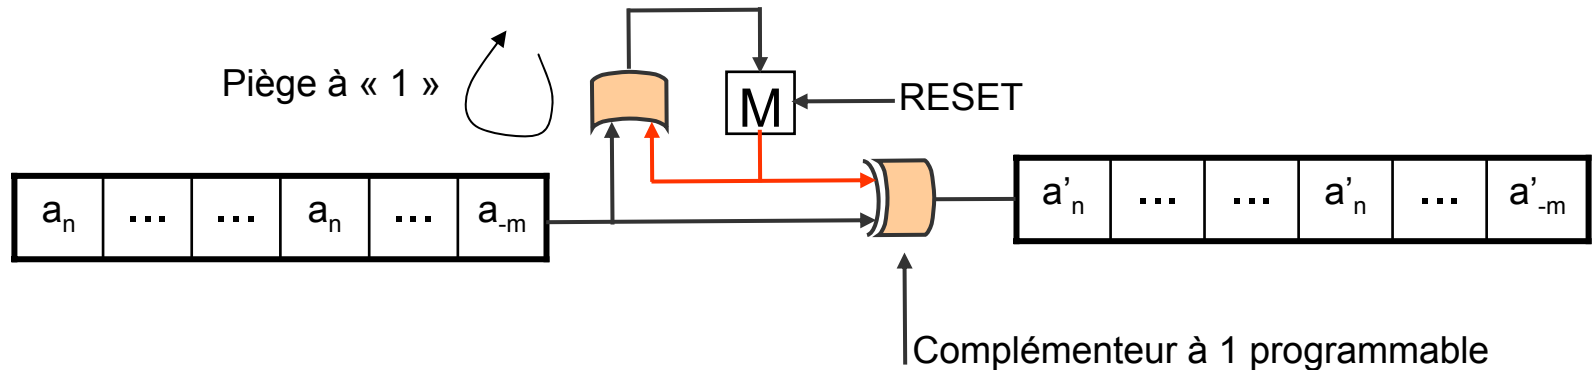 Piège à « 1 »
M
RESET
aₙ ... ... aₙ ... a₋ₘ
a’ₙ ... ... a’ₙ ... a’₋ₘ
Complémenteur à 1 programmable